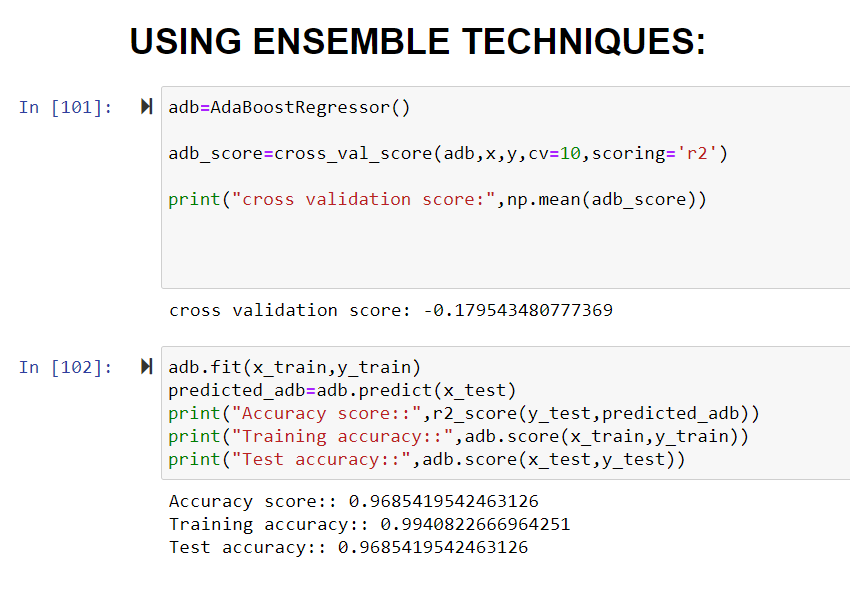 USING ENSEMBLE TECHNIQUES:
In [101]:
adb=AdaBoostRegressor()
adb_score=cross_val_score(adb,x,y,cv=10,scoring='r2')
print("cross validation score:",np.mean(adb_score))
cross validation score: -0.179543480777369
In [102]:
adb.fit(x_train,y_train)
predicted_adb=adb.predict(x_test)
print("Accuracy score::",r2_score(y_test,predicted_adb))
print("Training accuracy::",adb.score(x_train,y_train))
print("Test accuracy::",adb.score(x_test,y_test))
Accuracy score:: 0.9685419542463126
Training accuracy:: 0.9940822666964251
Test accuracy:: 0.9685419542463126